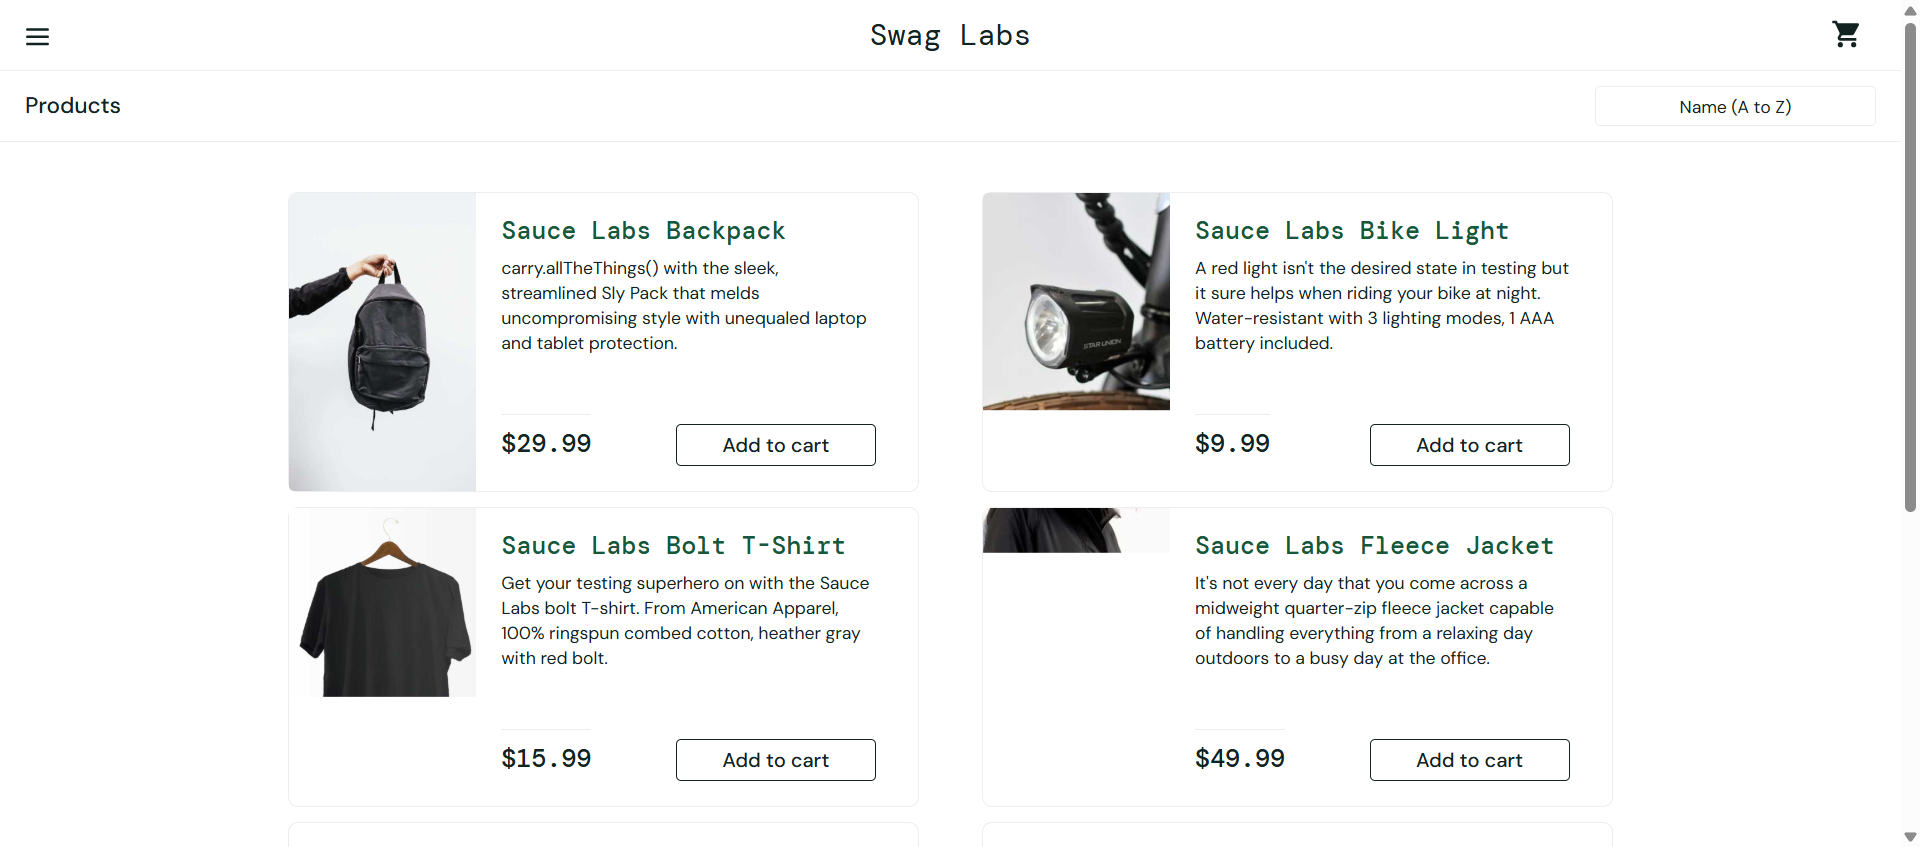 Swag Labs
Products
Name (A to Z)
Sauce Labs Backpack
carry.allTheThings() with the sleek,
streamlined Sly Pack that melds
uncompromising style with unequaled laptop
and tablet protection.
$29.99
Add to cart
Sauce Labs Bike Light
A red light isn't the desired state in testing but
it sure helps when riding your bike at night.
Water-resistant with 3 lighting modes, 1 AAA
battery included.
STAR UNION
$9.99
Add to cart
Sauce Labs Bolt T-Shirt
Get your testing superhero on with the Sauce
Labs bolt T-shirt. From American Apparel,
100% ringspun combed cotton, heather gray
with red bolt.
$15.99
Add to cart
Sauce Labs Fleece Jacket
It's not every day that you come across a
midweight quarter-zip fleece jacket capable
of handling everything from a relaxing day
outdoors to a busy day at the office.
$49.99
Add to cart